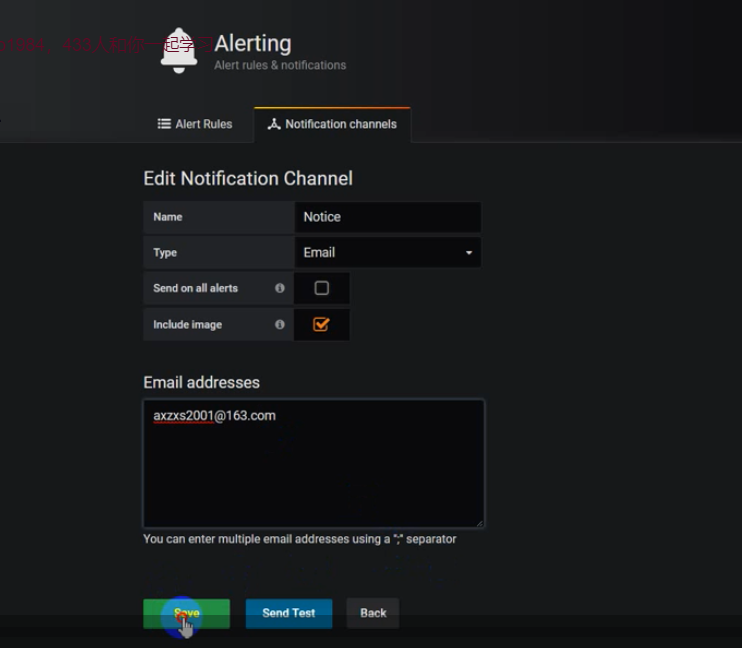 Alerting
Alert rules & notifications
Alert Rules
Notification channels
Edit Notification Channel
Name Notice
Type Email
Send on all alerts
Include image
Email addresses
axzxs2001@163.com
You can enter multiple email addresses using a ";" separator
Save Send Test Back